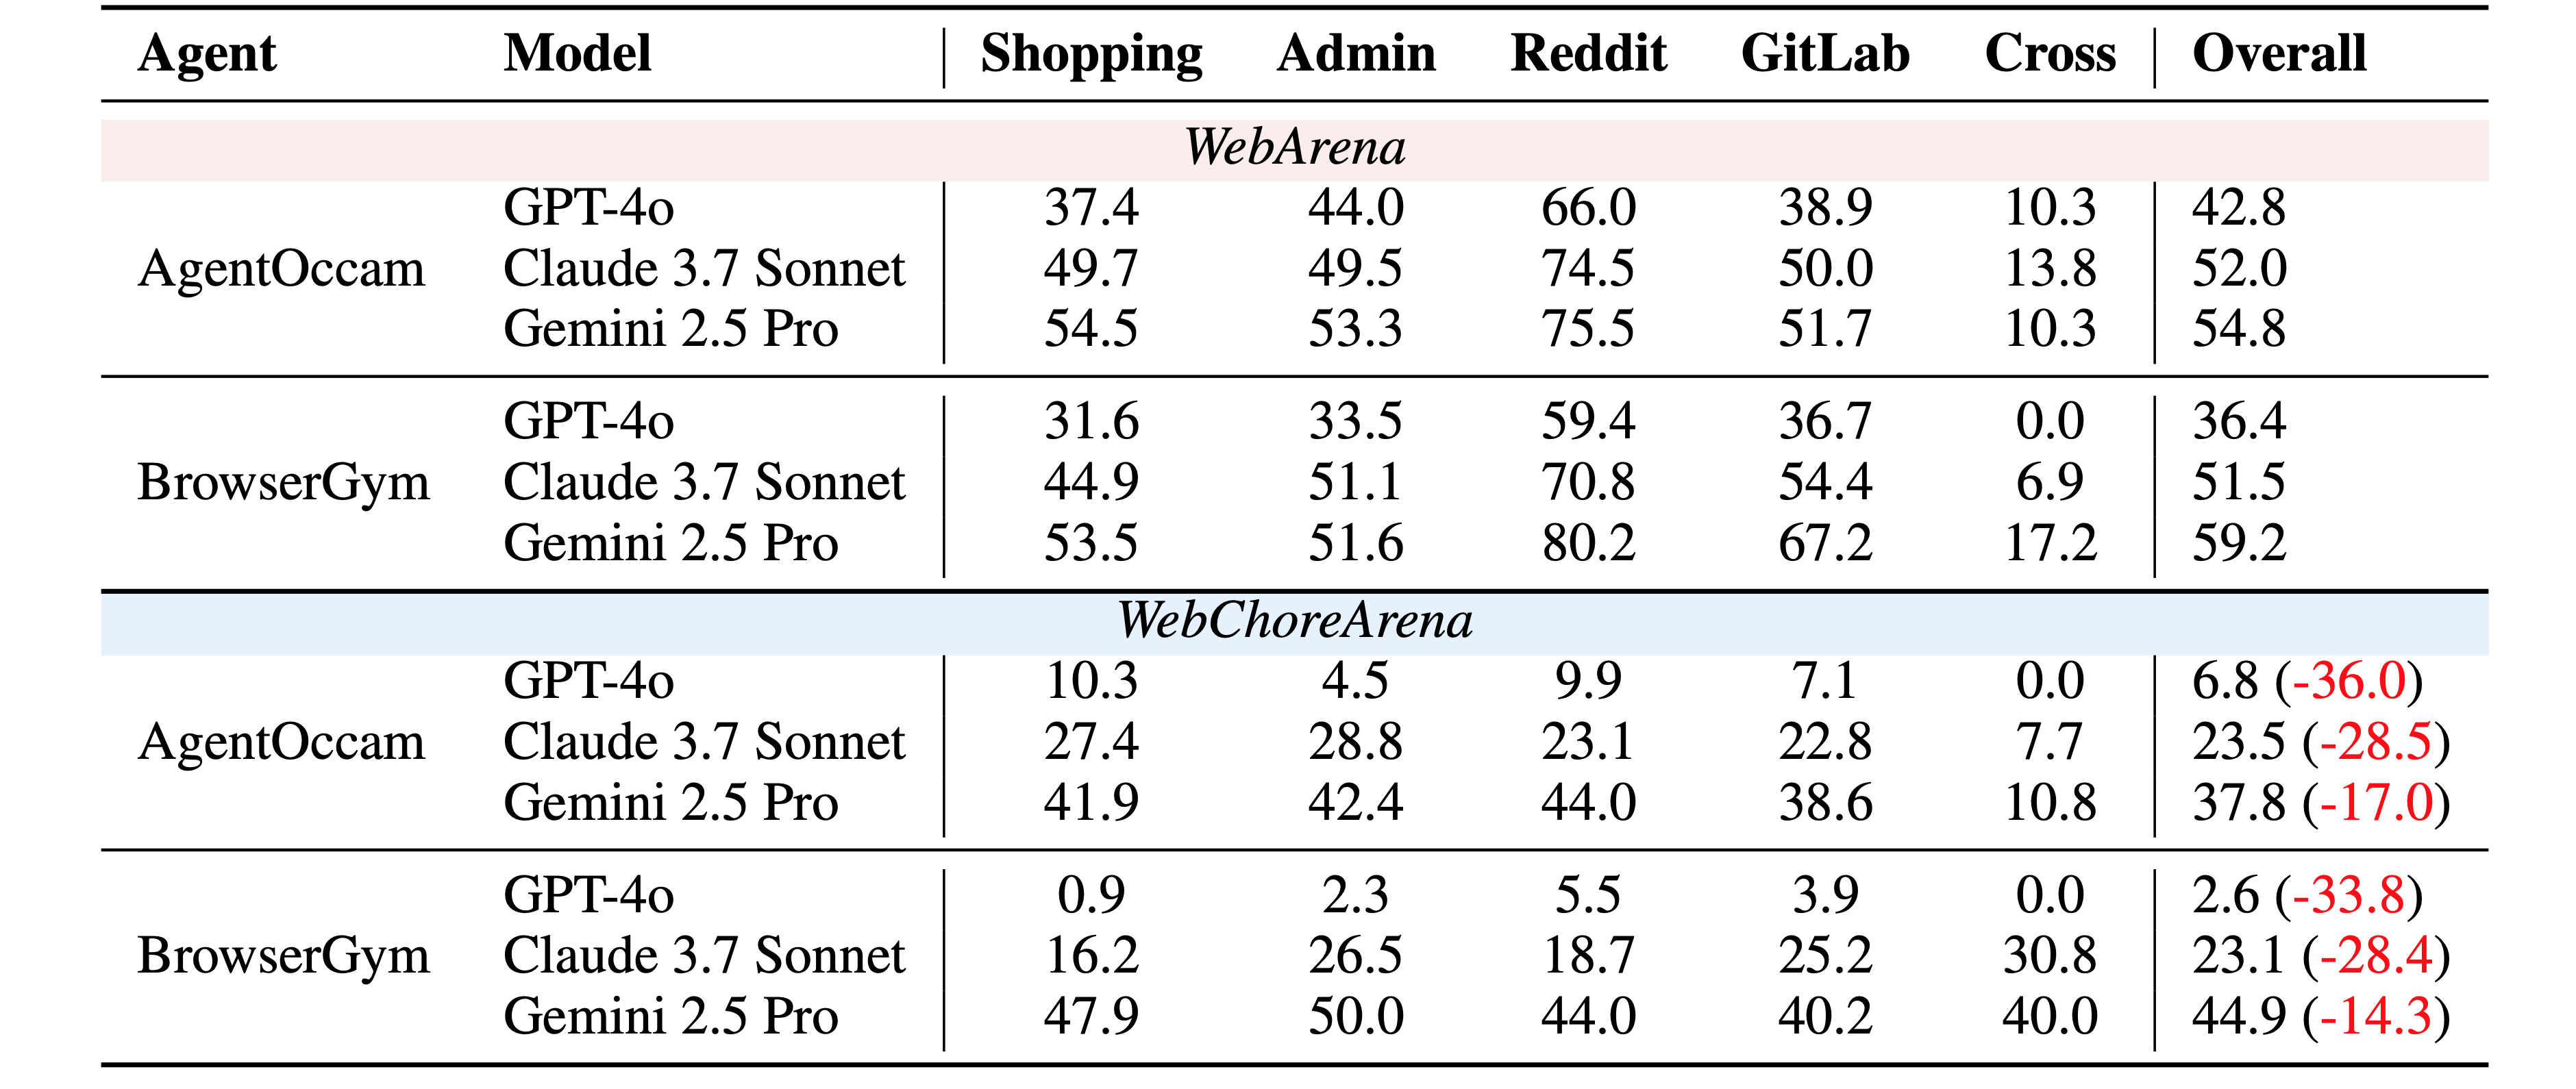 Agent Model Shopping Admin Reddit GitLab Cross Overall
WebArena
GPT-4o 37.4 44.0 66.0 38.9 10.3 42.8
AgentOccam Claude 3.7 Sonnet 49.7 49.5 74.5 50.0 13.8 52.0
Gemini 2.5 Pro 54.5 53.3 75.5 51.7 10.3 54.8
GPT-4o 31.6 33.5 59.4 36.7 0.0 36.4
BrowserGym Claude 3.7 Sonnet 44.9 51.1 70.8 54.4 6.9 51.5
Gemini 2.5 Pro 53.5 51.6 80.2 67.2 17.2 59.2
WebChoreArena
GPT-4o 10.3 4.5 9.9 7.1 0.0 6.8 (-36.0)
AgentOccam Claude 3.7 Sonnet 27.4 28.8 23.1 22.8 7.7 23.5 (-28.5)
Gemini 2.5 Pro 41.9 42.4 44.0 38.6 10.8 37.8 (-17.0)
GPT-4o 0.9 2.3 5.5 3.9 0.0 2.6 (-33.8)
BrowserGym Claude 3.7 Sonnet 16.2 26.5 18.7 25.2 30.8 23.1 (-28.4)
Gemini 2.5 Pro 47.9 50.0 44.0 40.2 40.0 44.9 (-14.3)